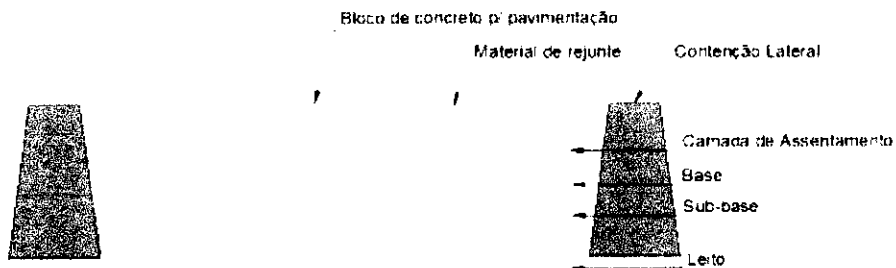 Bloco de concreto p/ pavimentação
Material de rejunte
Contenção Lateral
Camada de Assentamento
Base
Sub-base
Leito